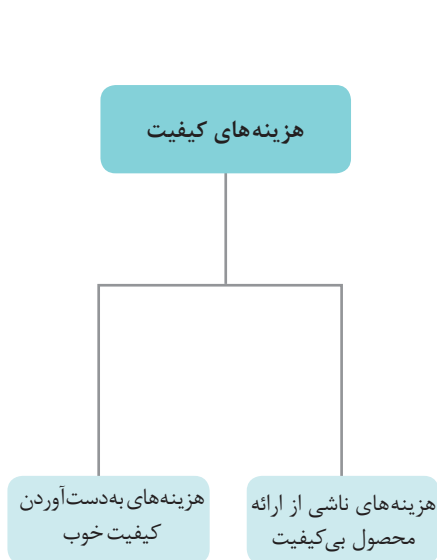 هزینه‌های کیفیت
هزینه‌های ناشی از ارائه
محصول بی‌کیفیت
هزینه‌های به‌دست‌آوردن
کیفیت خوب